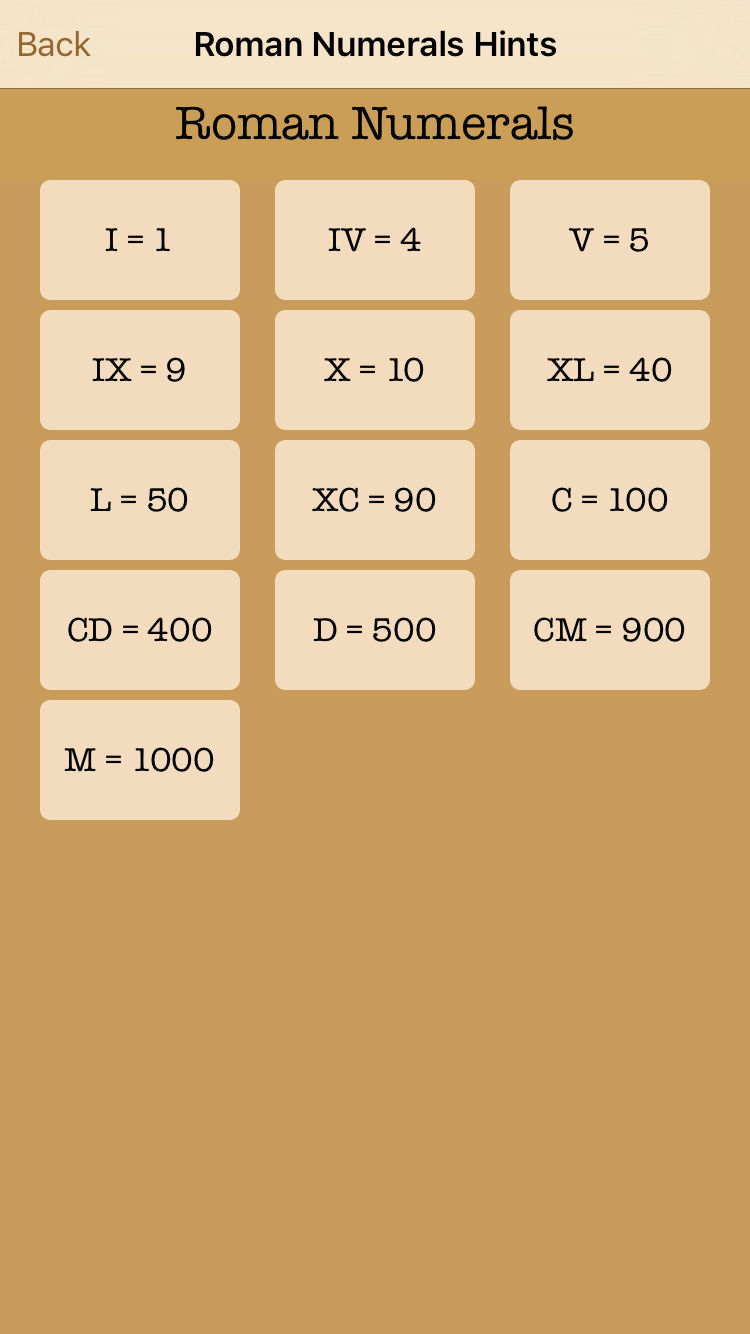 Back Roman Numerals Hints
Roman Numerals
I = 1 IV = 4 V = 5
IX = 9 X = 10 XL = 40
L = 50 XC = 90 C = 100
CD = 400 D = 500 CM = 900
M = 1000